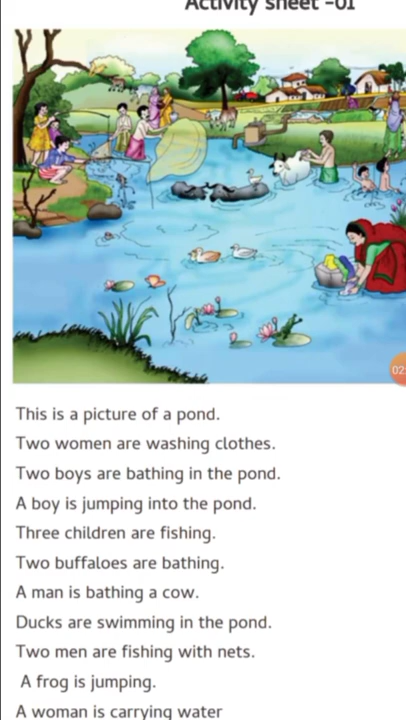 Activity sheet -01
02:
This is a picture of a pond.
Two women are washing clothes.
Two boys are bathing in the pond.
A boy is jumping into the pond.
Three children are fishing.
Two buffaloes are bathing.
A man is bathing a cow.
Ducks are swimming in the pond.
Two men are fishing with nets.
A frog is jumping.
A woman is carrying water